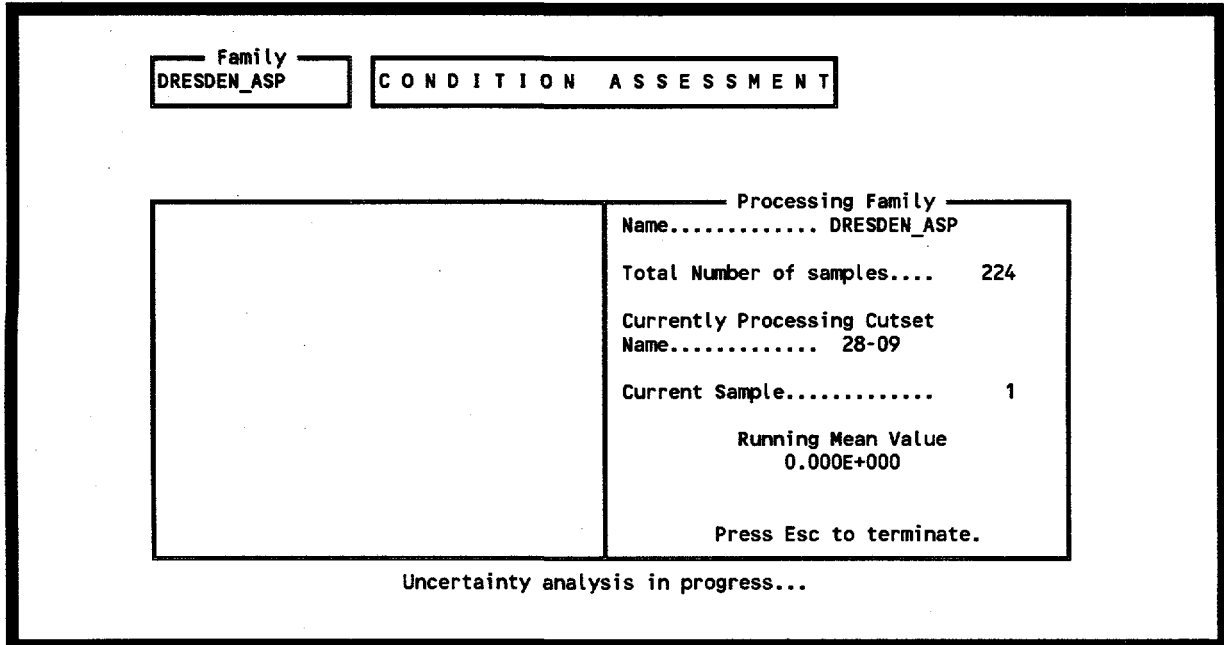 Family
DRESDEN_ASP
C O N D I T I O N   A S S E S S M E N T
Processing Family
Name............. DRESDEN_ASP
Total Number of samples.... 224
Currently Processing Cutset
Name............. 28-09
Current Sample............. 1
Running Mean Value
0.000E+000
Press Esc to terminate.
Uncertainty analysis in progress...